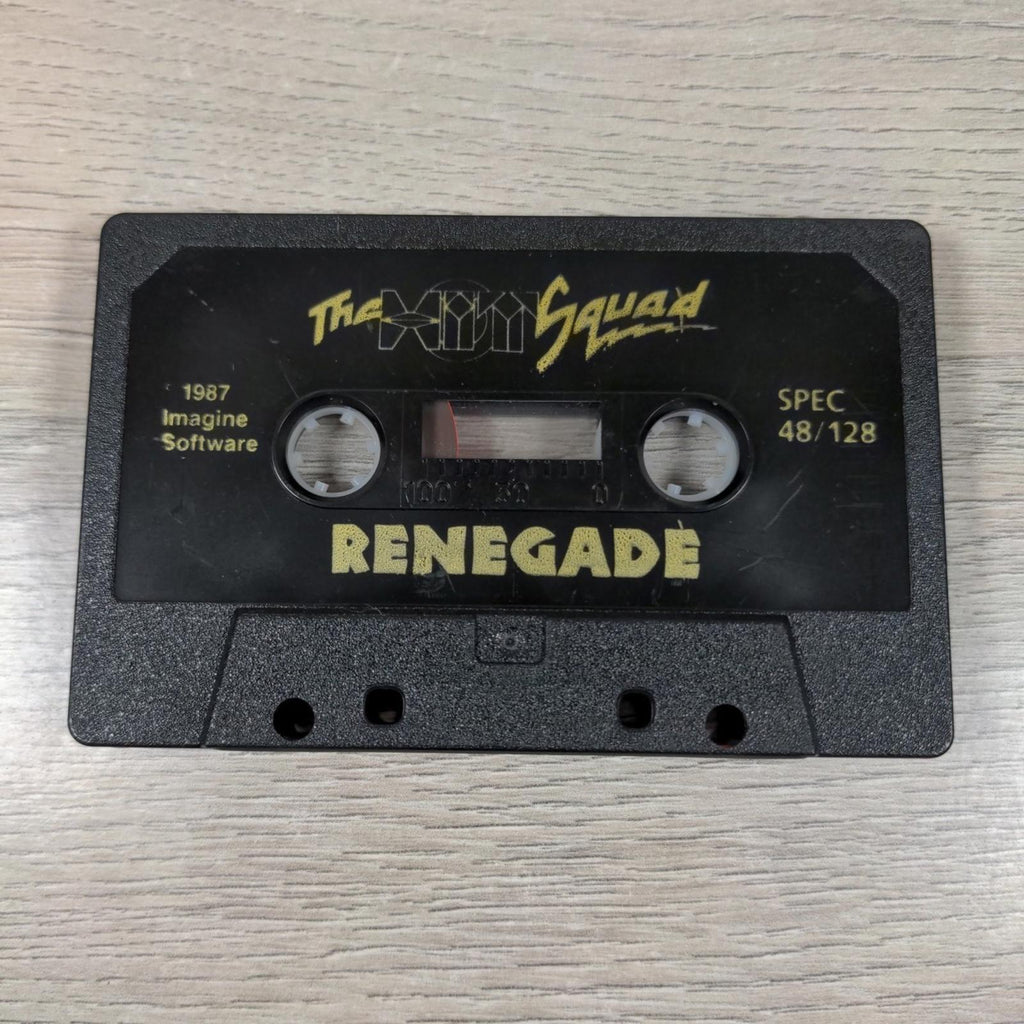 The Hit Squad
1987
Imagine
Software
SPEC
48/128
100 50 0
RENEGADE